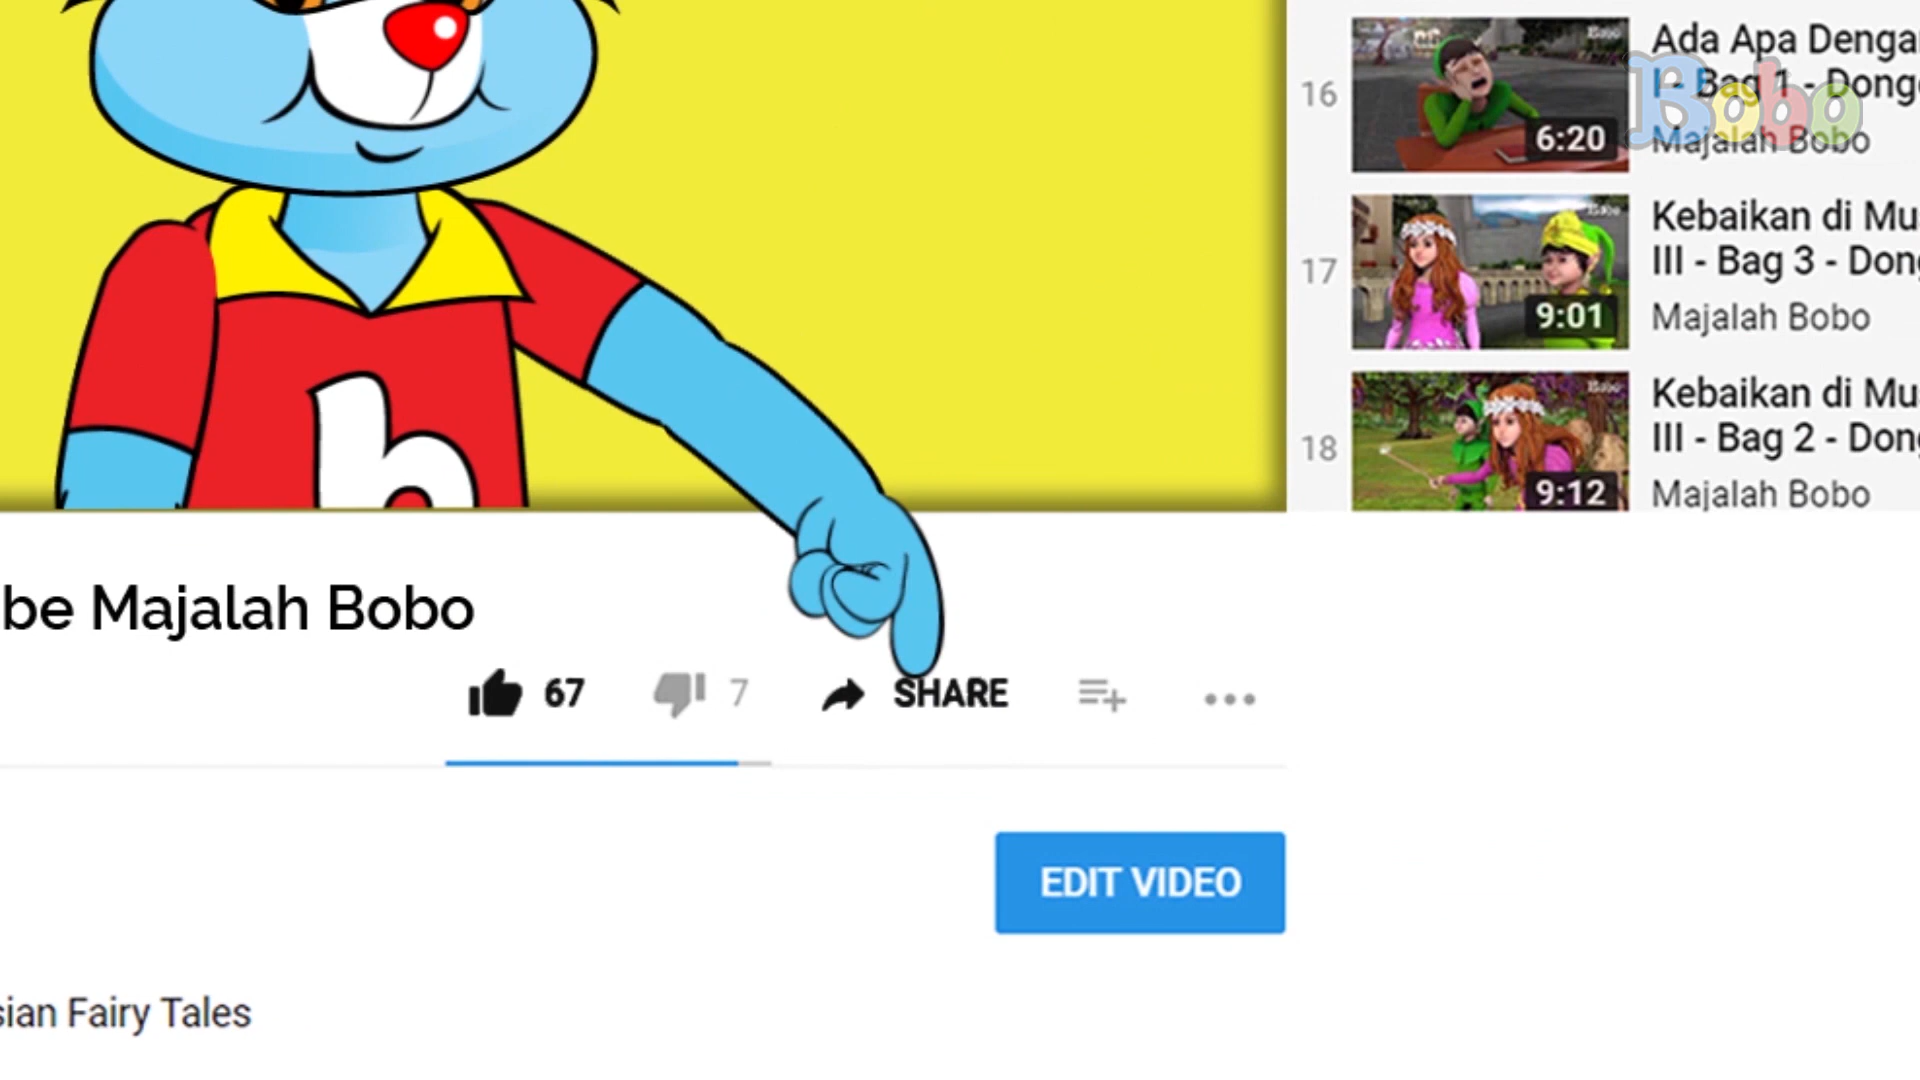 16
6:20
Ada Apa Denga
I - Bag 1 - Dong
Majalah Bobo
Bobo
17
9:01
Kebaikan di Mu
III - Bag 3 - Don
Majalah Bobo
18
9:12
Kebaikan di Mu
III - Bag 2 - Don
Majalah Bobo
b
be Majalah Bobo
67
7
SHARE
EDIT VIDEO
sian Fairy Tales